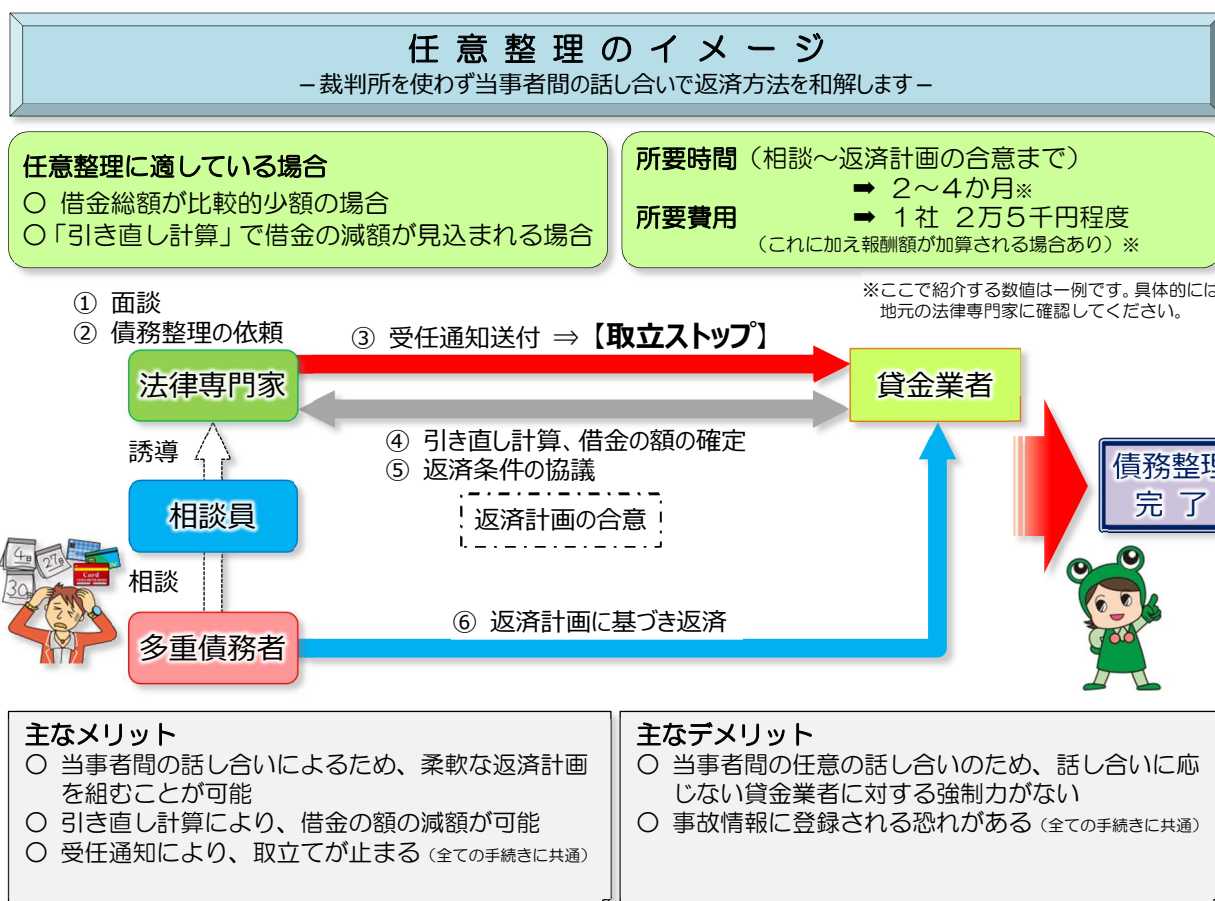 任意整理のイメージ
－裁判所を使わず当事者間の話し合いで返済方法を和解します－
任意整理に適している場合
〇 借金総額が比較的少額の場合
〇「引き直し計算」で借金の減額が見込まれる場合
所要時間（相談～返済計画の合意まで）
➡ ２～４か月※
所要費用 ➡ １社 ２万５千円程度
（これに加え報酬額が加算される場合あり）※
※ここで紹介する数値は一例です。具体的には
地元の法律専門家に確認してください。
① 面談
② 債務整理の依頼
③ 受任通知送付 ⇒【取立ストップ】
法律専門家
貸金業者
④ 引き直し計算、借金の額の確定
⑤ 返済条件の協議
誘導
返済計画の合意
債務整理
完了
相談員
4日
27日
30
Card
相談
⑥ 返済計画に基づき返済
多重債務者
主なメリット
〇 当事者間の話し合いによるため、柔軟な返済計画
を組むことが可能
〇 引き直し計算により、借金の額の減額が可能
〇 受任通知により、取立てが止まる（全ての手続きに共通）
主なデメリット
〇 当事者間の任意の話し合いのため、話し合いに応
じない貸金業者に対する強制力がない
〇 事故情報に登録される恐れがある（全ての手続きに共通）